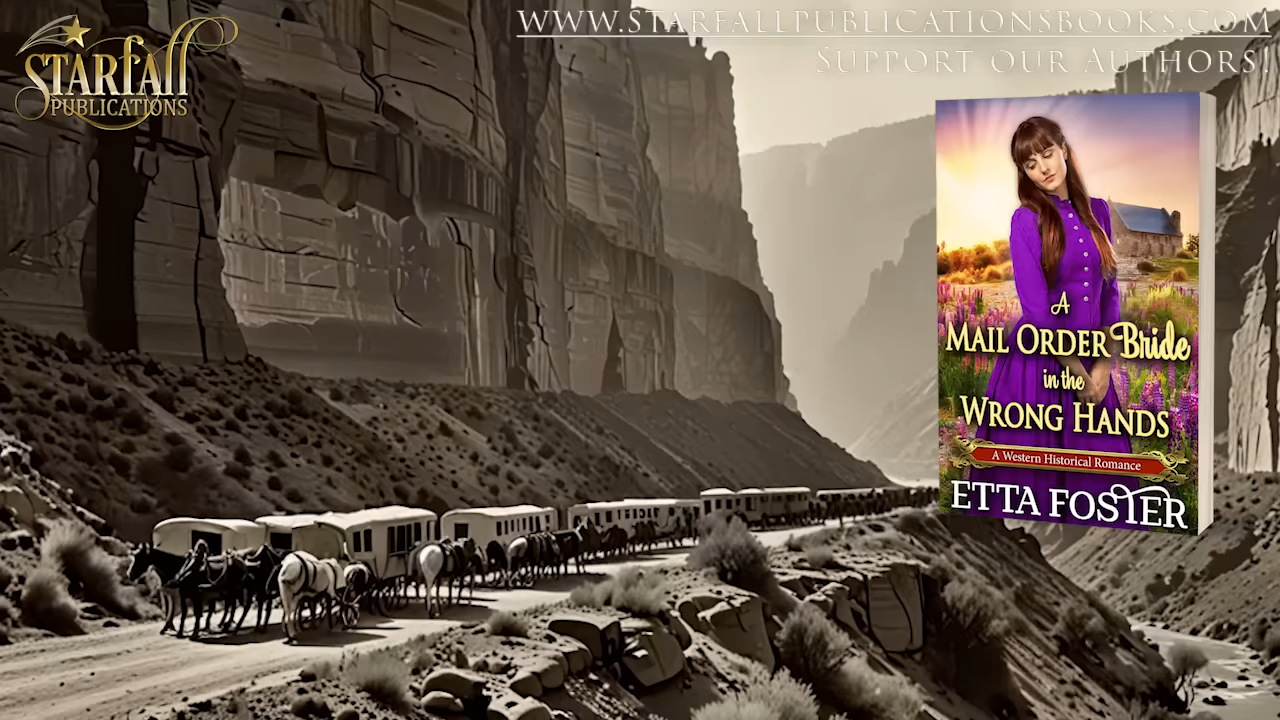 STARfall
PUBLICATIONS
WWW.STARFALLPUBLICATIONSBOOKS.COM
SUPPORT OUR AUTHORS!
A
MAIL ORDER Bride
in the
WRONG HANDS
A Western Historical Romance
ETTA FOSTER